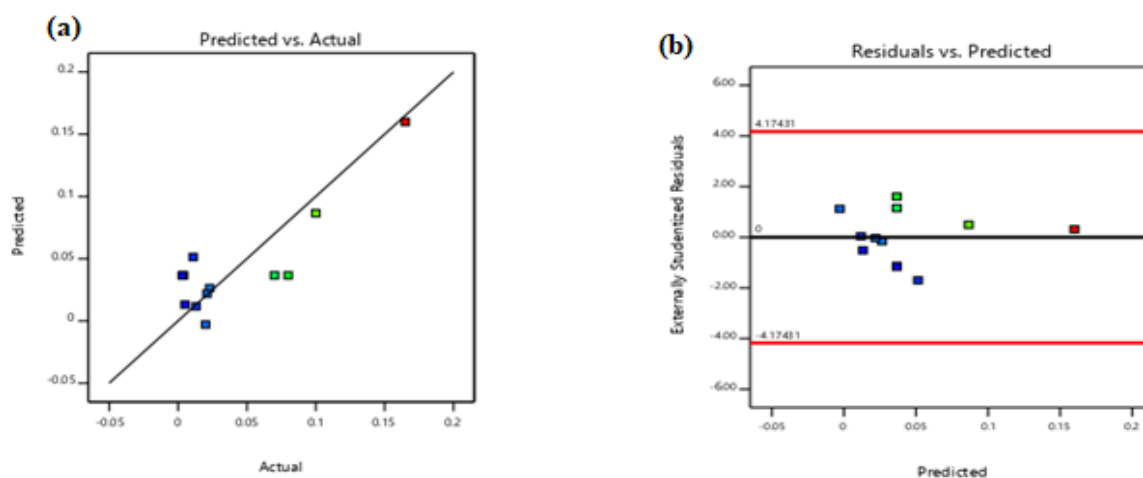 (a)
Predicted vs. Actual
0.2
0.15
0.1
0.05
0
-0.05
Predicted
-0.05 0 0.05 0.1 0.15 0.2
Actual
(b)
Residuals vs. Predicted
6.00
4.00
2.00
0.00
-2.00
-4.00
-6.00
4.17431
0
-4.17431
Externally Studentized Residuals
-0.05 0 0.05 0.1 0.15 0.2
Predicted